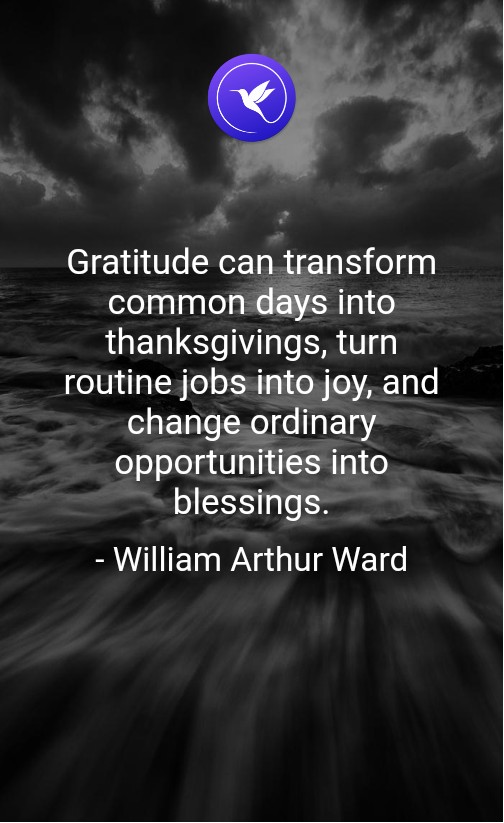 Gratitude can transform
common days into
thanksgivings, turn
routine jobs into joy, and
change ordinary
opportunities into
blessings.
- William Arthur Ward